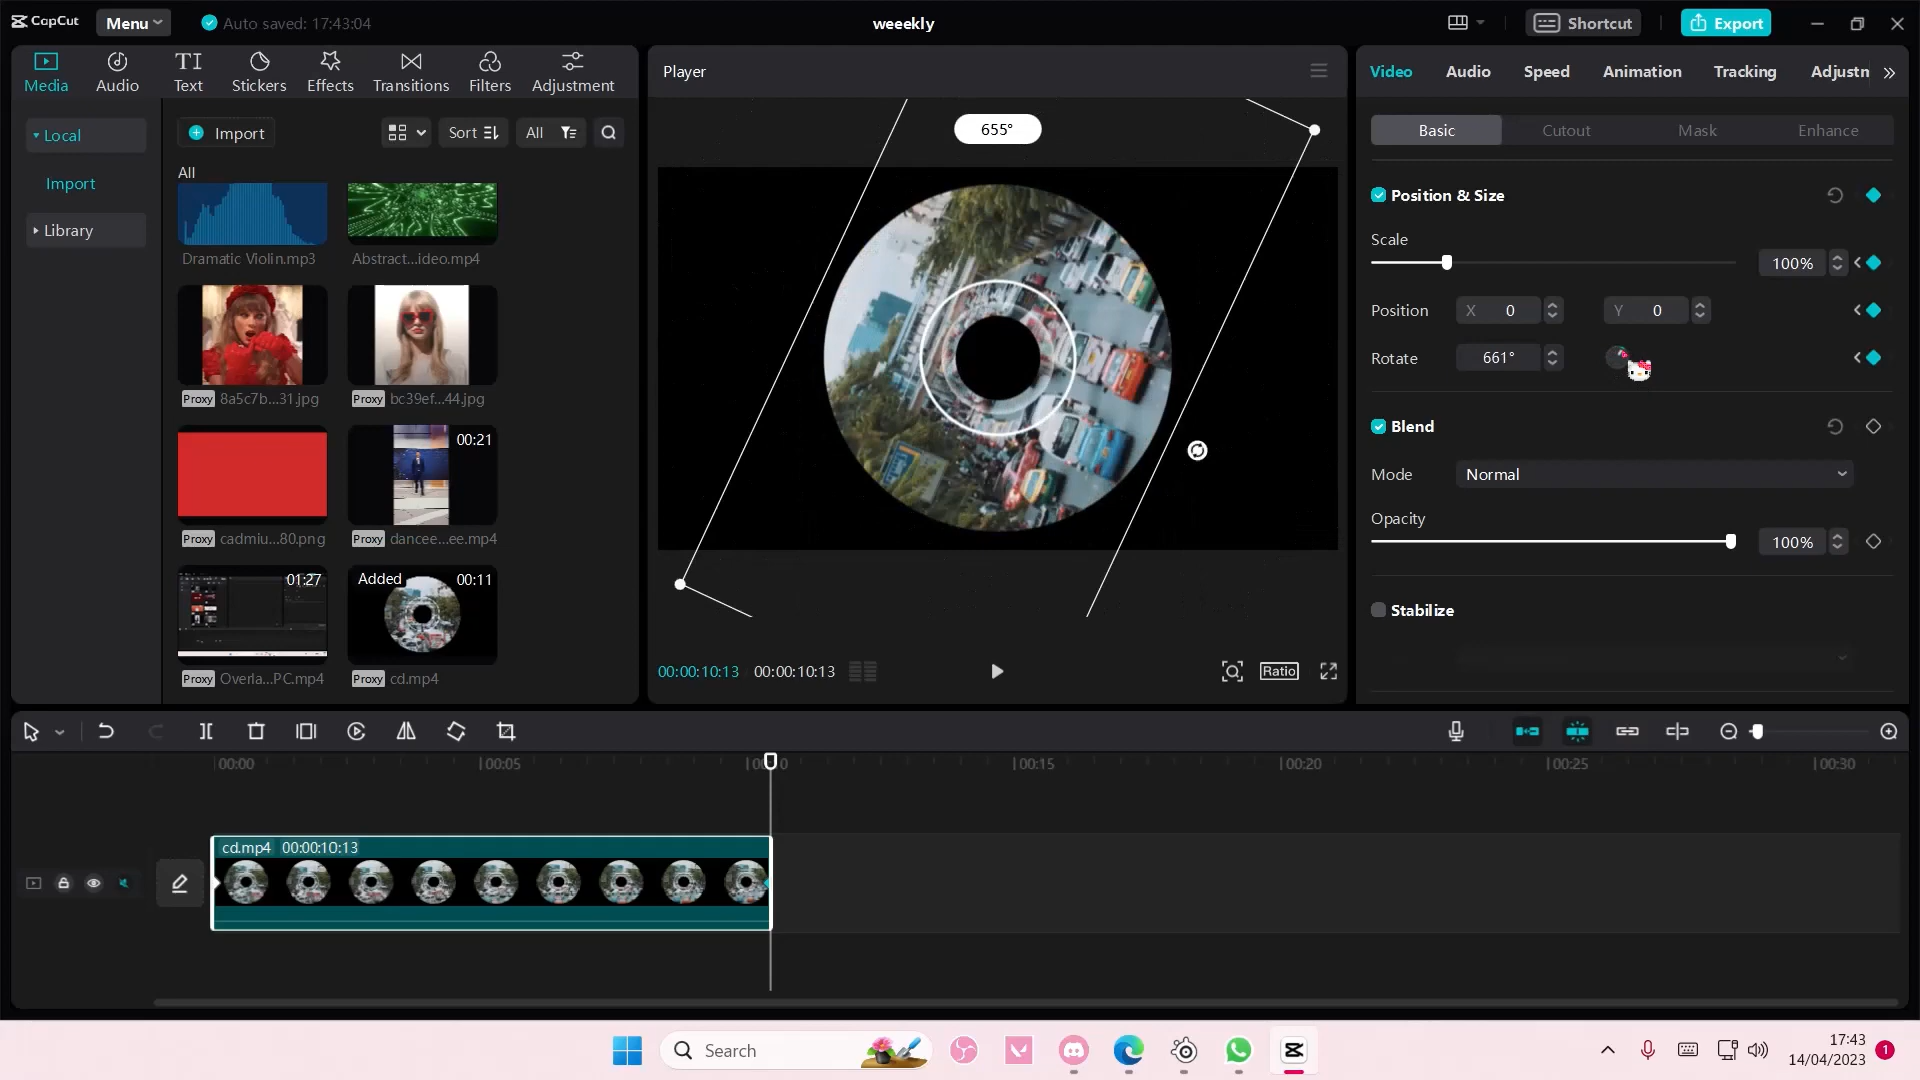 CapCut
Menu
Auto saved: 17:43:04
weeekly
Shortcut
Export
Media
Audio
Text
Stickers
Effects
Transitions
Filters
Adjustment
Local
Import
Library
Import
Sort
All
All
Dramatic Violin.mp3
Abstract...ideo.mp4
Proxy 8a5c7b...31.jpg
Proxy bc39ef...44.jpg
00:21
Proxy cadmiu...80.png
Proxy dancee...ee.mp4
01:27
Added 00:11
Proxy Overla...PC.mp4
Proxy cd.mp4
Player
655°
00:00:10:13 00:00:10:13
Ratio
Video
Audio
Speed
Animation
Tracking
Adjustn
Basic
Cutout
Mask
Enhance
Position & Size
Scale
100%
Position X 0 Y 0
Rotate 661°
Blend
Mode Normal
Opacity
100%
Stabilize
00:00
00:05
00:15
00:20
00:25
00:30
cd.mp4 00:00:10:13
Search
17:43
14/04/2023
1